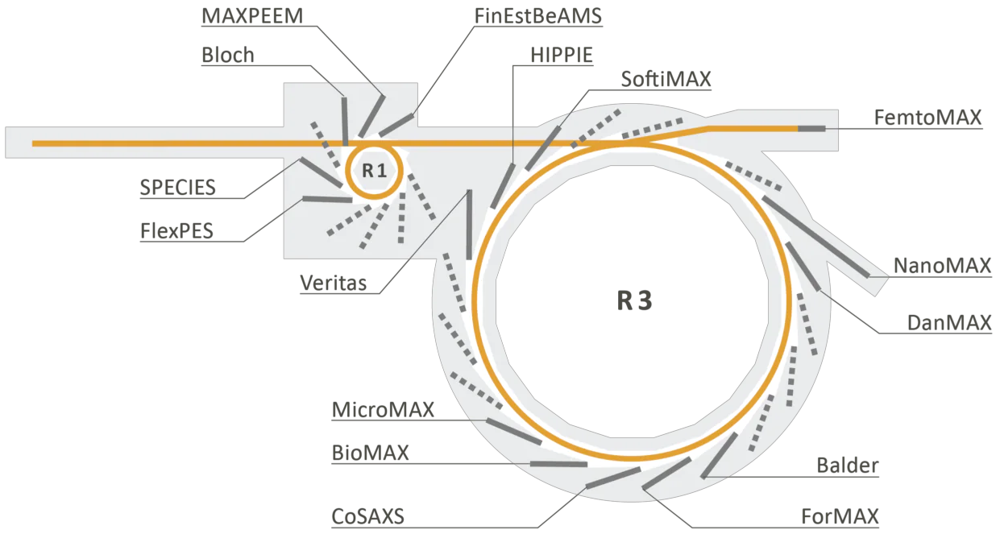 MAXPEEM
FinEstBeAMS
Bloch
HIPPIE
SoftiMAX
FemtoMAX
R1
SPECIES
FlexPES
NanoMAX
Veritas
R3
DanMAX
MicroMAX
BioMAX
Balder
CoSAXS
ForMAX